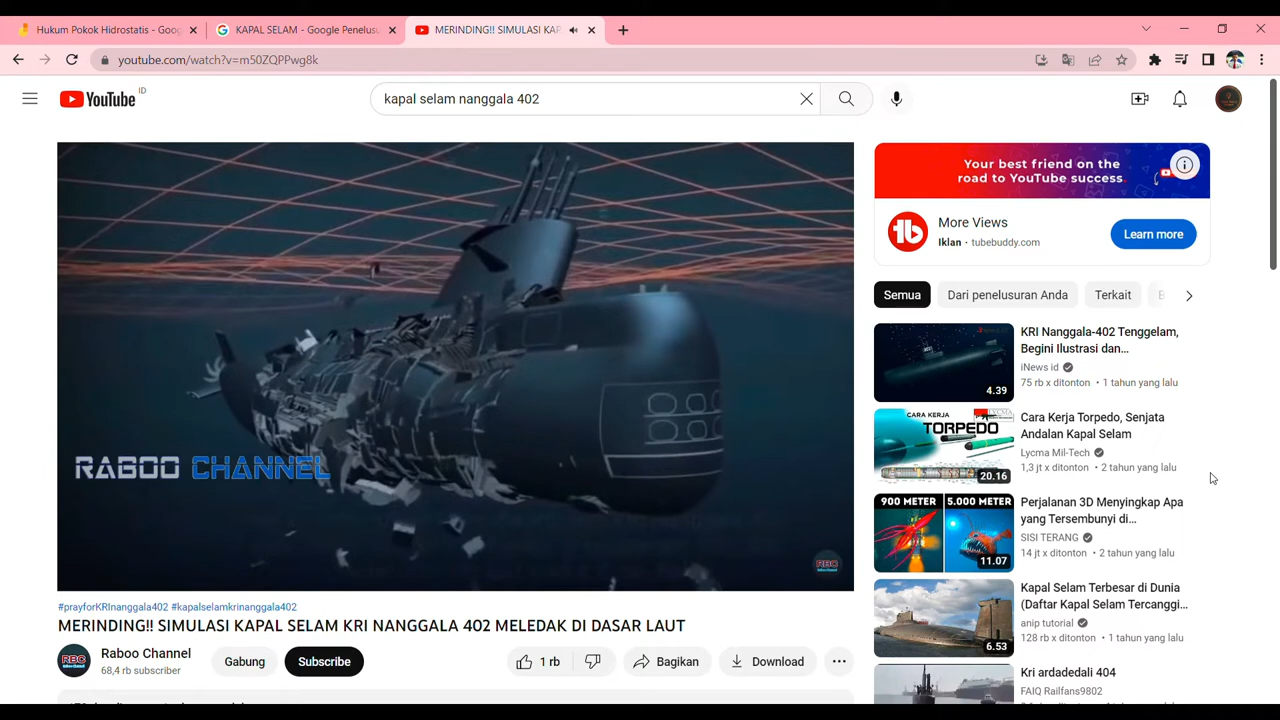 Hukum Pokok Hidrostatis - Goog
KAPAL SELAM - Google Penelusu
MERINDING!! SIMULASI KAP
youtube.com/watch?v=m50ZQPPwg8k
YouTube ID
kapal selam nanggala 402
RABOO CHANNEL
RBC
#prayforKRInanggala402 #kapalselamkrinanggala402
MERINDING!! SIMULASI KAPAL SELAM KRI NANGGALA 402 MELEDAK DI DASAR LAUT
RBC
Raboo Channel
68,4 rb subscriber
Gabung
Subscribe
1 rb
Bagikan
Download
Your best friend on the
road to YouTube success
More Views
Iklan • tubebuddy.com
Learn more
Semua
Dari penelusuran Anda
Terkait
B
KRI Nanggala-402 Tenggelam,
Begini Ilustrasi dan...
iNews id
75 rb x ditonton • 1 tahun yang lalu
4.39
CARA KERJA
TORPEDO
LYCMA
20.16
Cara Kerja Torpedo, Senjata
Andalan Kapal Selam
Lycma Mil-Tech
1,3 jt x ditonton • 2 tahun yang lalu
900 METER
5.000 METER
11.07
Perjalanan 3D Menyingkap Apa
yang Tersembunyi di...
SISI TERANG
14 jt x ditonton • 2 tahun yang lalu
6.53
Kapal Selam Terbesar di Dunia
(Daftar Kapal Selam Tercanggi...
anip tutorial
128 rb x ditonton • 1 tahun yang lalu
Kri ardadedali 404
FAIQ Railfans9802